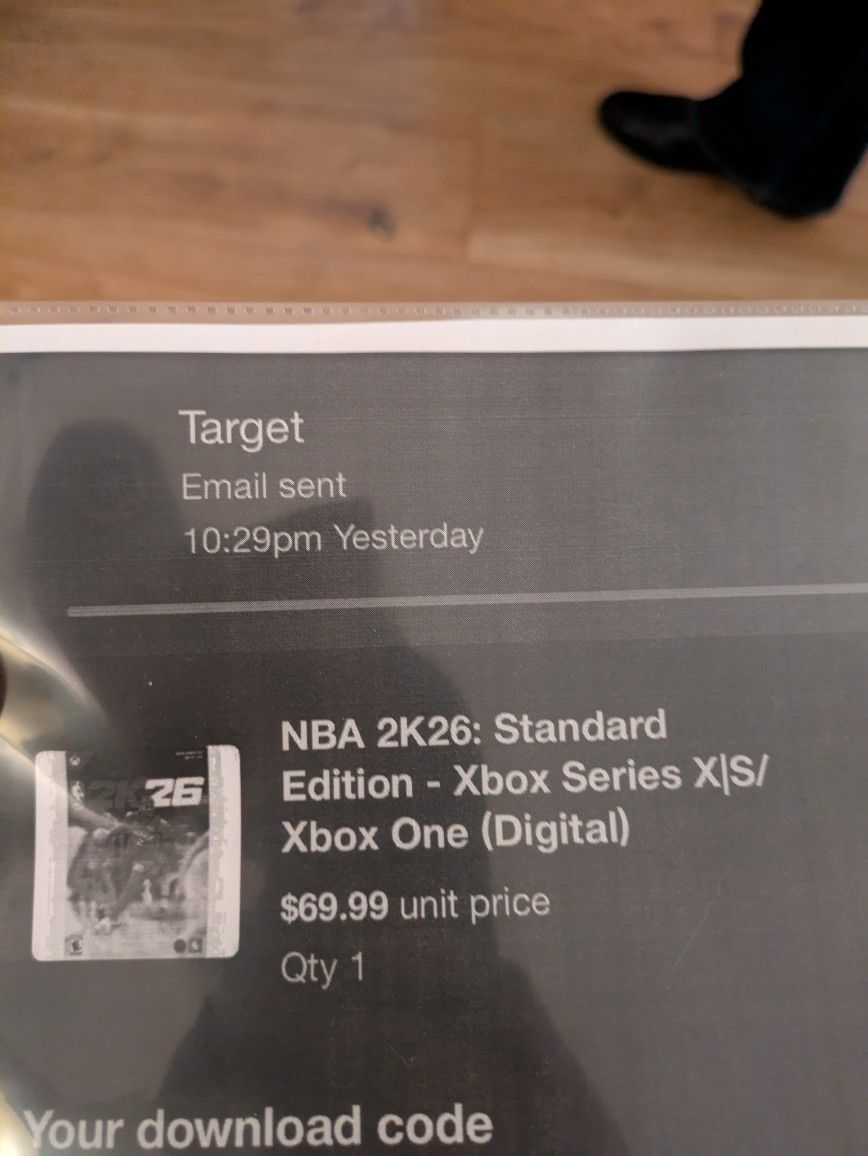 Target
Email sent
10:29pm Yesterday
2K26
NBA 2K26: Standard
Edition - Xbox Series X|S/
Xbox One (Digital)
$69.99 unit price
Qty 1
Your download code